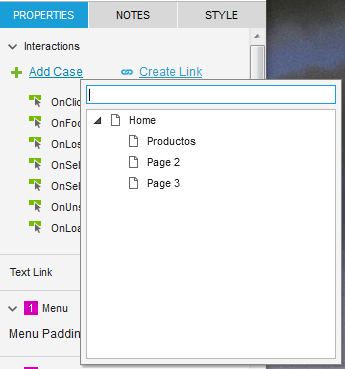 PROPERTIES NOTES STYLE
Interactions
Add Case Create Link
OnClic
OnFoc
OnLos
OnSel
OnSel
OnUns
OnLoa
Home
Productos
Page 2
Page 3
Text Link
1 Menu
Menu Paddin